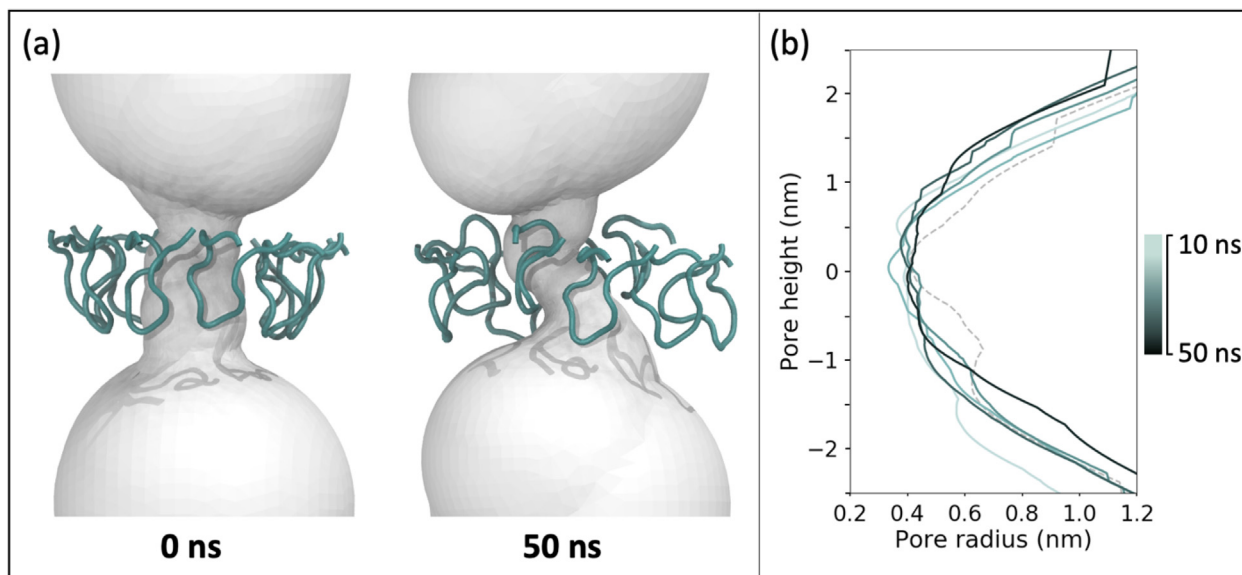 (a)
0 ns
50 ns
(b)
Pore height (nm)
2
1
0
−1
−2
0.2 0.4 0.6 0.8 1.0 1.2
Pore radius (nm)
10 ns
50 ns